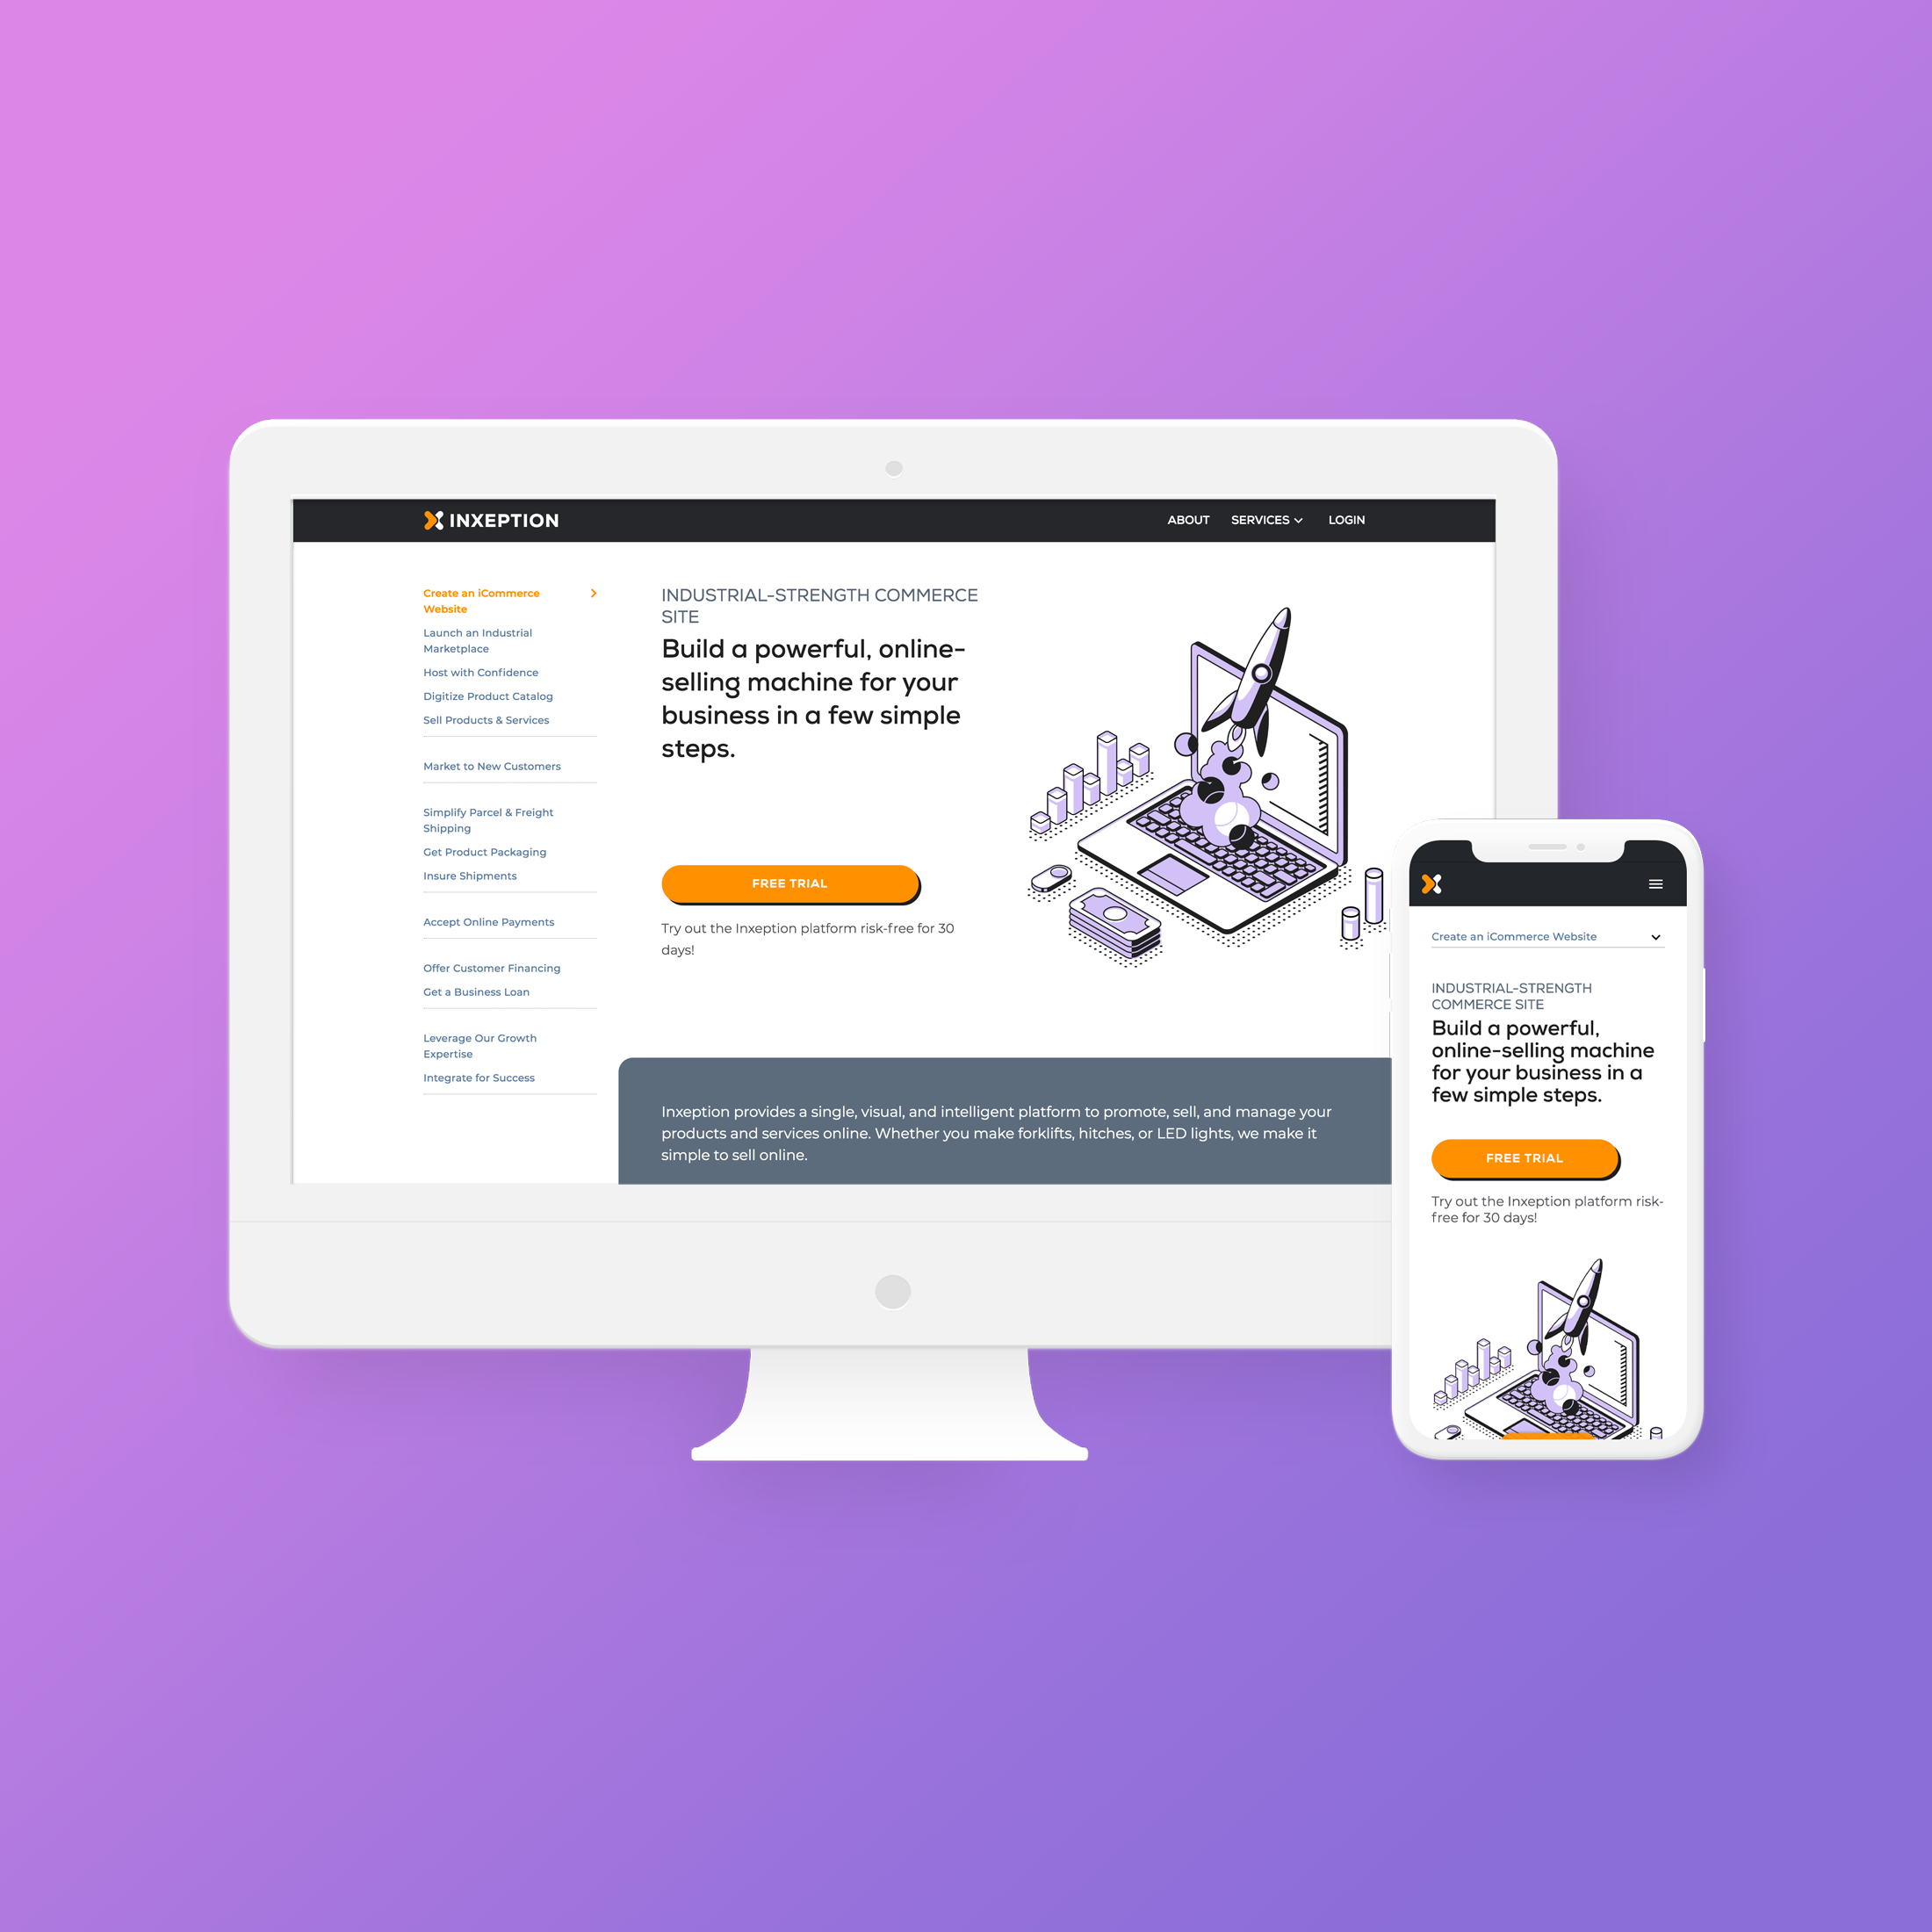 INXEPTION
ABOUT SERVICES LOGIN
Create an iCommerce
Website
Launch an Industrial
Marketplace
Host with Confidence
Digitize Product Catalog
Sell Products & Services
Market to New Customers
Simplify Parcel & Freight
Shipping
Get Product Packaging
Insure Shipments
Accept Online Payments
Offer Customer Financing
Get a Business Loan
Leverage Our Growth
Expertise
Integrate for Success
INDUSTRIAL-STRENGTH COMMERCE
SITE
Build a powerful, online-
selling machine for your
business in a few simple
steps.
FREE TRIAL
Try out the Inxeption platform risk-free for 30
days!
Inxeption provides a single, visual, and intelligent platform to promote, sell, and manage your
products and services online. Whether you make forklifts, hitches, or LED lights, we make it
simple to sell online.
Create an iCommerce Website
INDUSTRIAL-STRENGTH
COMMERCE SITE
Build a powerful,
online-selling machine
for your business in a
few simple steps.
FREE TRIAL
Try out the Inxeption platform risk-
free for 30 days!